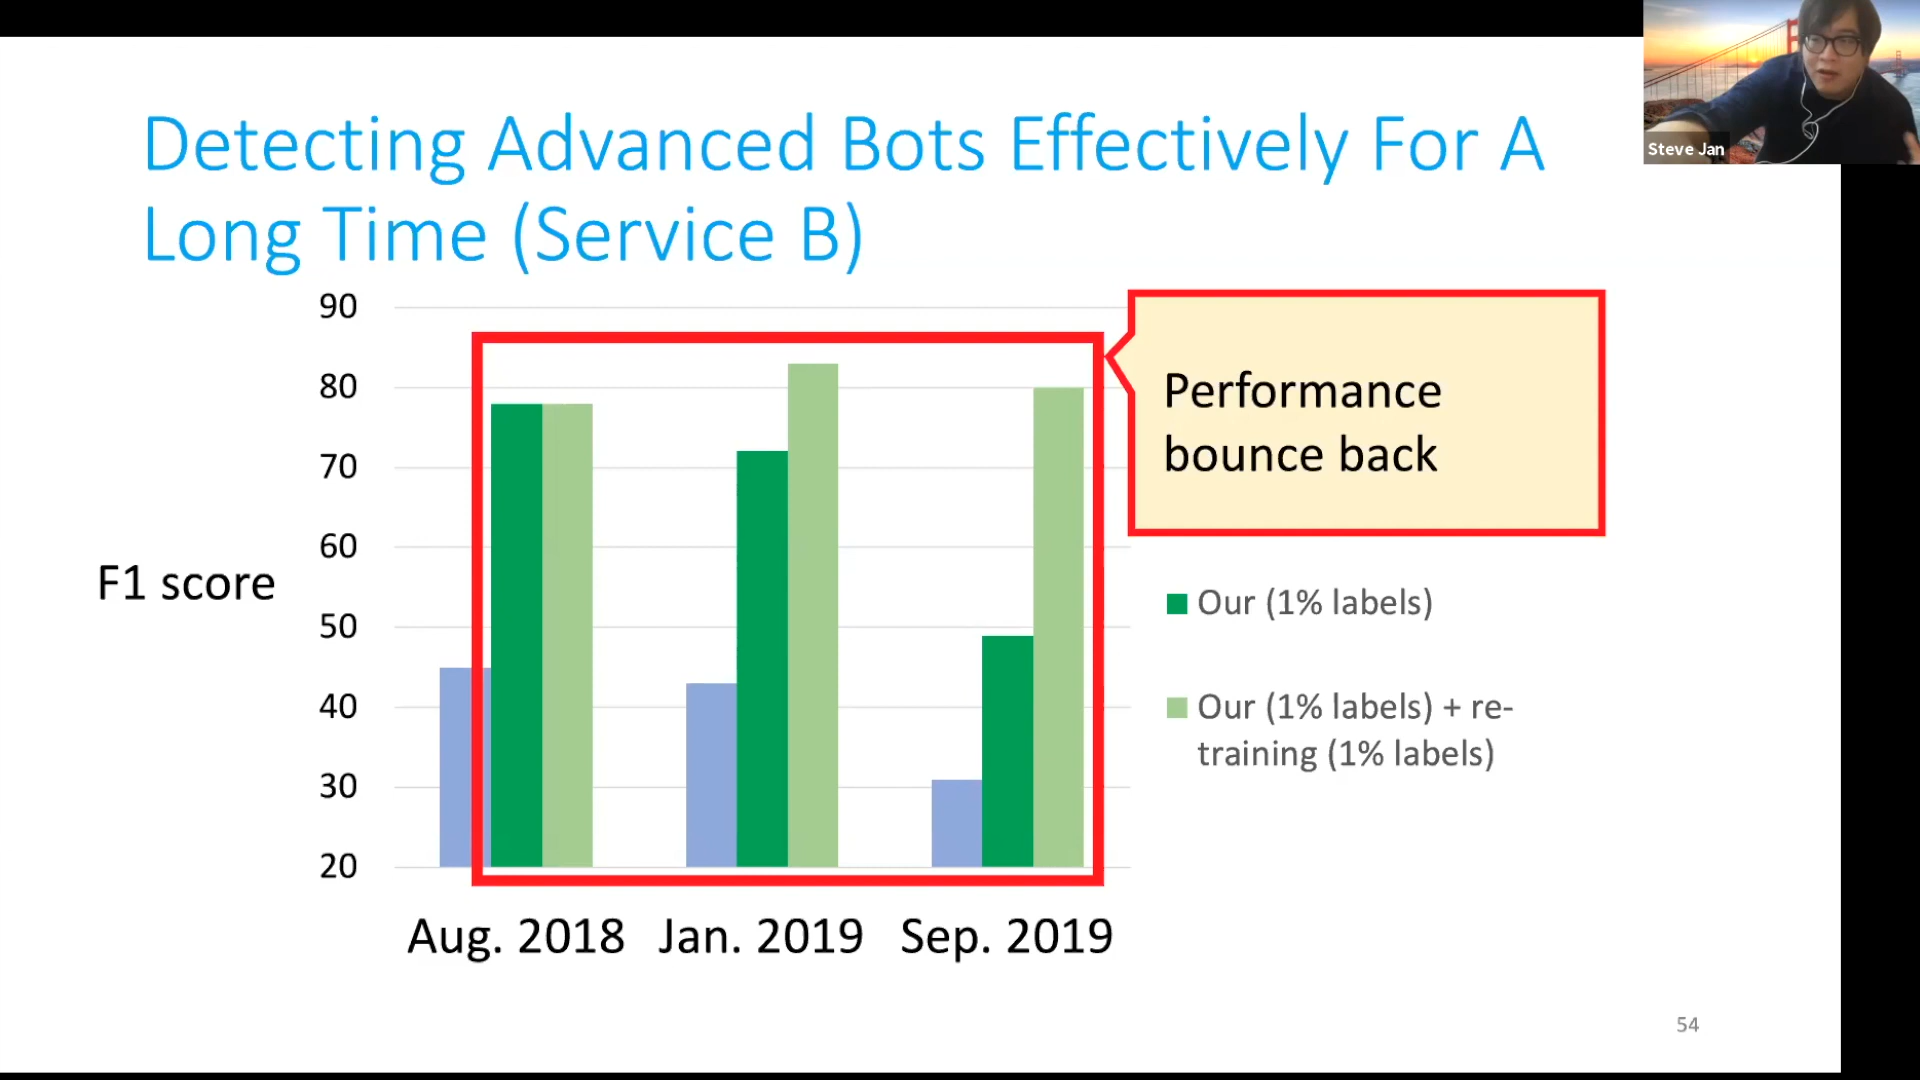 Detecting Advanced Bots Effectively For A
Long Time (Service B)
Steve Jan
90
80
70
60
50
40
30
20
F1 score
Performance
bounce back
Our (1% labels)
Our (1% labels) + re-
training (1% labels)
Aug. 2018 Jan. 2019 Sep. 2019
54